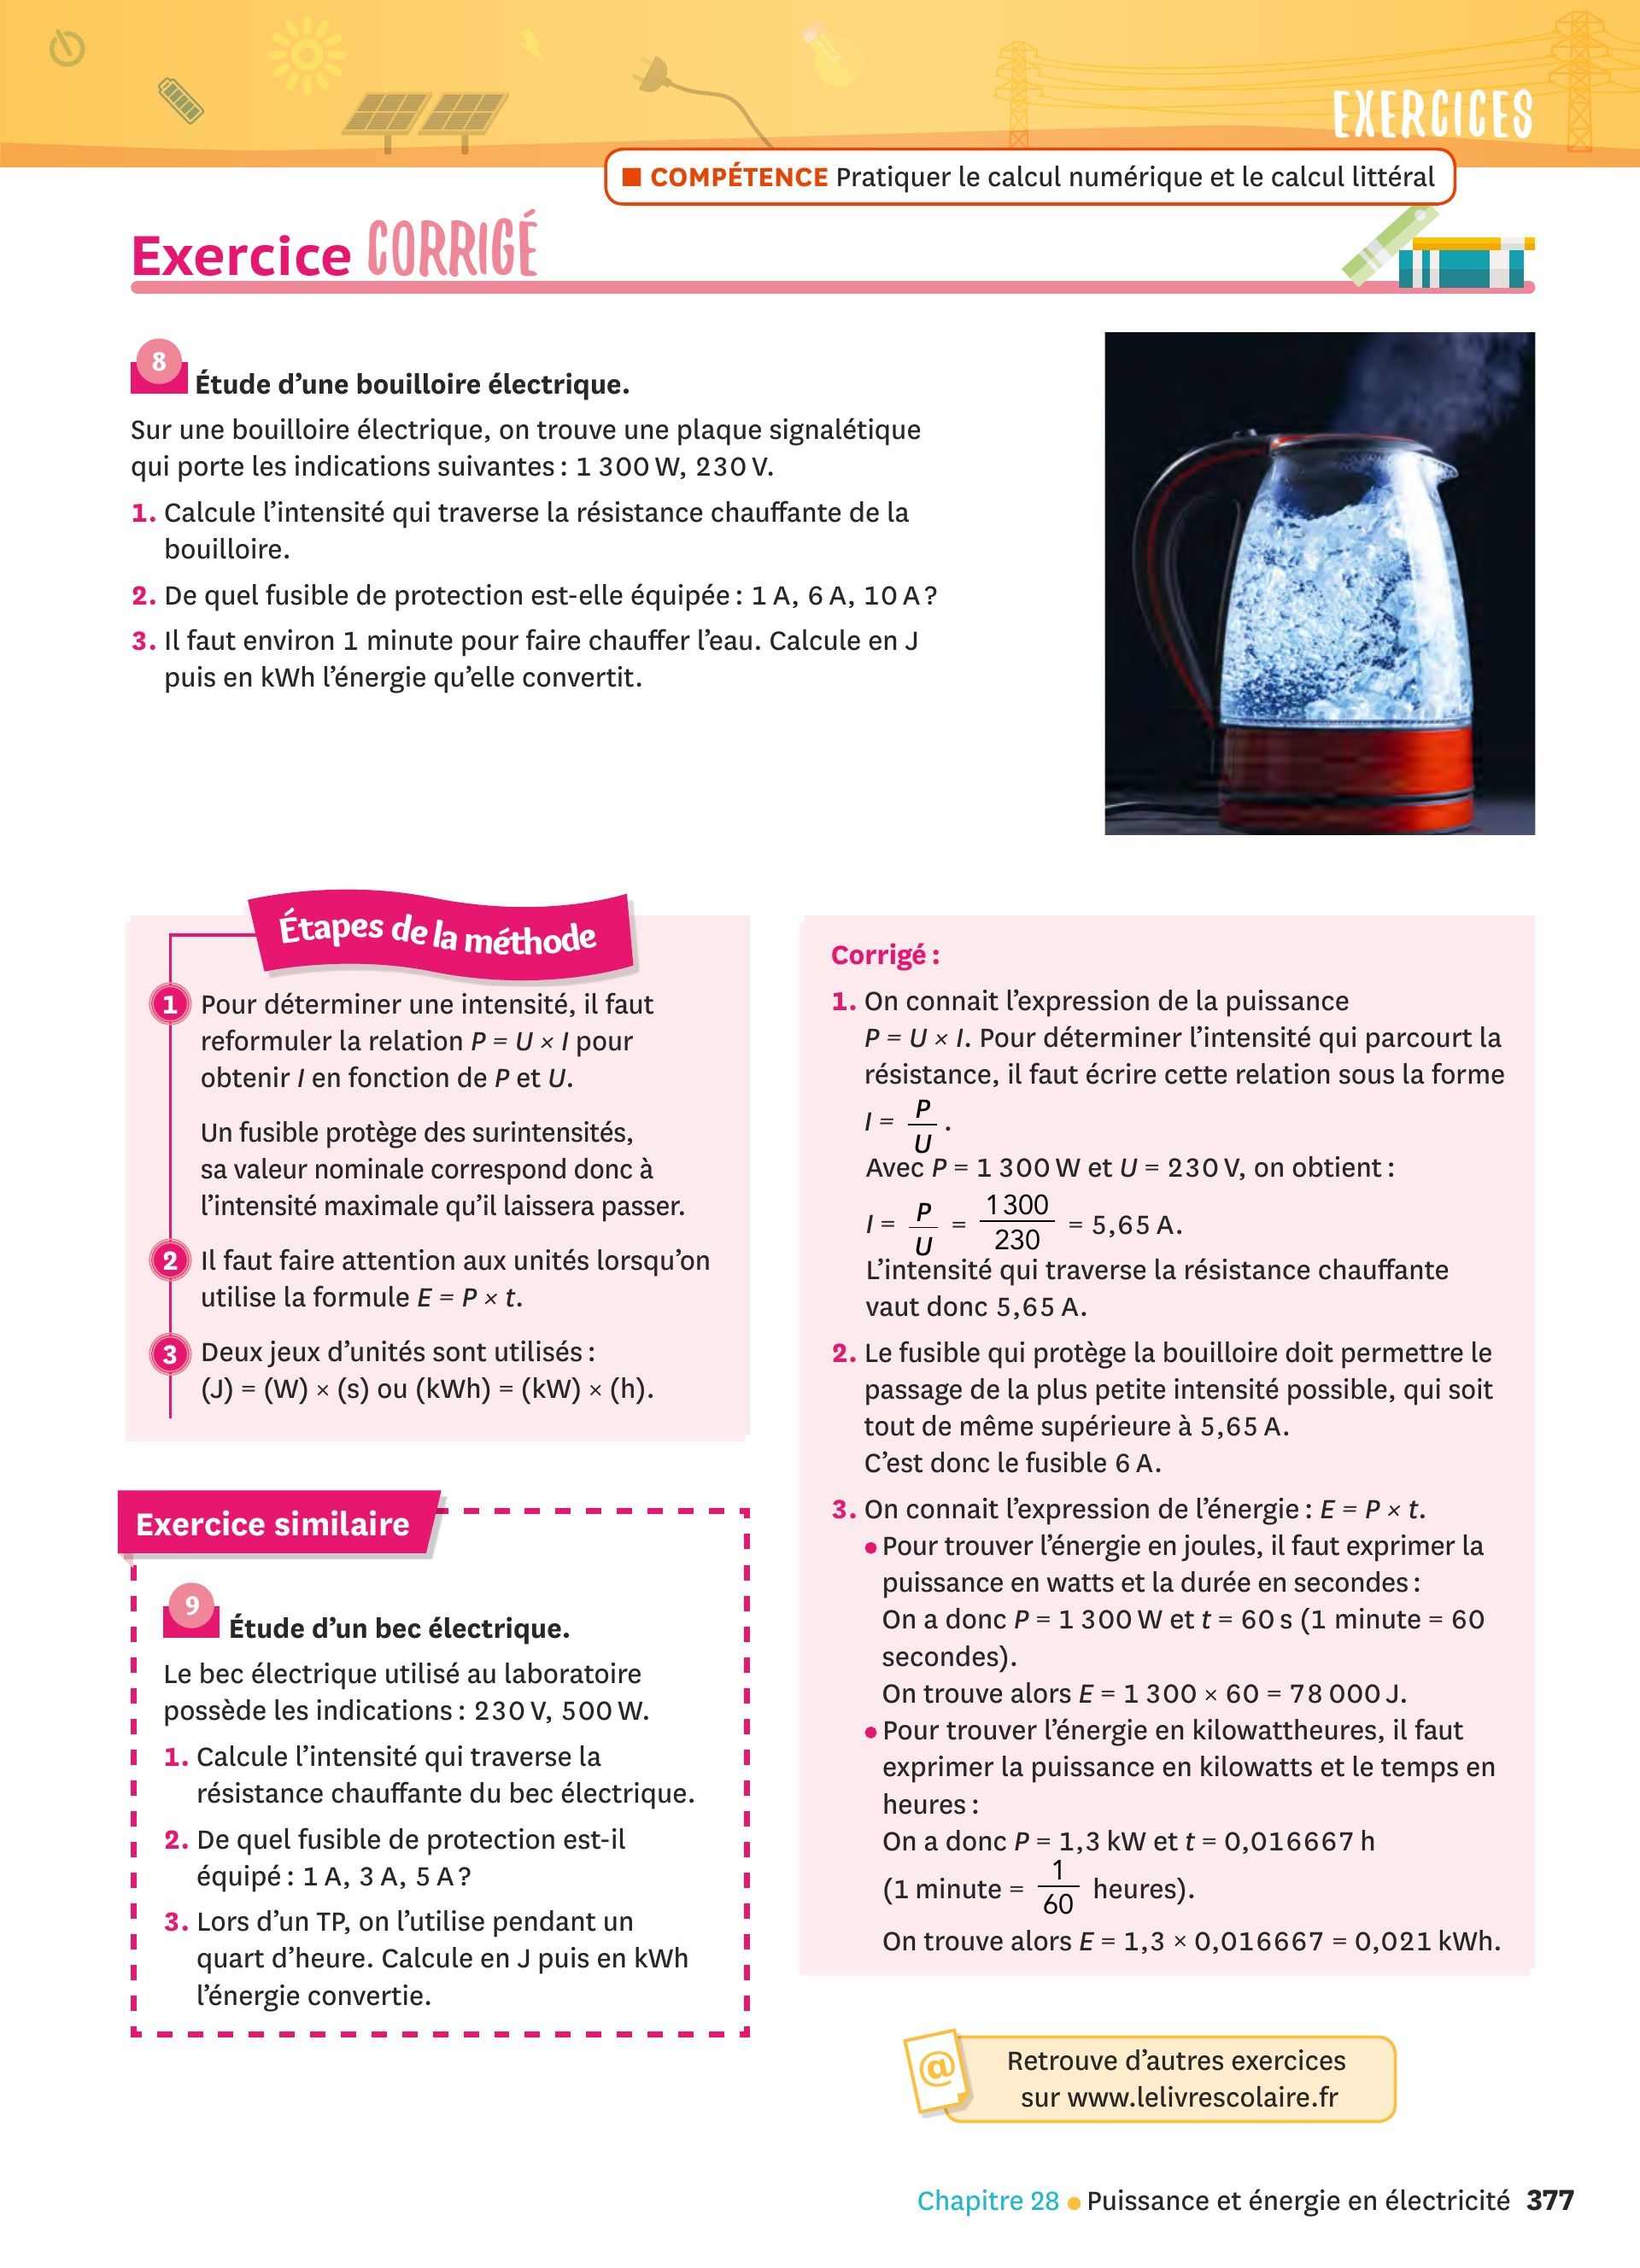 EXERCICES
COMPÉTENCE Pratiquer le calcul numérique et le calcul littéral
Exercice CORRIGÉ
8
Étude d’une bouilloire électrique.
Sur une bouilloire électrique, on trouve une plaque signalétique
qui porte les indications suivantes : 1 300 W, 230 V.
1. Calcule l’intensité qui traverse la résistance chauffante de la
bouilloire.
2. De quel fusible de protection est-elle équipée : 1 A, 6 A, 10 A ?
3. Il faut environ 1 minute pour faire chauffer l’eau. Calcule en J
puis en kWh l’énergie qu’elle convertit.
Étapes de la méthode
1 Pour déterminer une intensité, il faut
reformuler la relation P = U × I pour
obtenir I en fonction de P et U.
Un fusible protège des surintensités,
sa valeur nominale correspond donc à
l’intensité maximale qu’il laissera passer.
2 Il faut faire attention aux unités lorsqu’on
utilise la formule E = P × t.
3 Deux jeux d’unités sont utilisés :
(J) = (W) × (s) ou (kWh) = (kW) × (h).
Exercice similaire
9
Étude d’un bec électrique.
Le bec électrique utilisé au laboratoire
possède les indications : 230 V, 500 W.
1. Calcule l’intensité qui traverse la
résistance chauffante du bec électrique.
2. De quel fusible de protection est-il
équipé : 1 A, 3 A, 5 A ?
3. Lors d’un TP, on l’utilise pendant un
quart d’heure. Calcule en J puis en kWh
l’énergie convertie.
Corrigé :
1. On connait l’expression de la puissance
P = U × I. Pour déterminer l’intensité qui parcourt la
résistance, il faut écrire cette relation sous la forme
I = P/U.
Avec P = 1 300 W et U = 230 V, on obtient :
I = P/U = 1 300/230 = 5,65 A.
L’intensité qui traverse la résistance chauffante
vaut donc 5,65 A.
2. Le fusible qui protège la bouilloire doit permettre le
passage de la plus petite intensité possible, qui soit
tout de même supérieure à 5,65 A.
C’est donc le fusible 6 A.
3. On connait l’expression de l’énergie : E = P × t.
• Pour trouver l’énergie en joules, il faut exprimer la
puissance en watts et la durée en secondes :
On a donc P = 1 300 W et t = 60 s (1 minute = 60
secondes).
On trouve alors E = 1 300 × 60 = 78 000 J.
• Pour trouver l’énergie en kilowattheures, il faut
exprimer la puissance en kilowatts et le temps en
heures :
On a donc P = 1,3 kW et t = 0,016667 h
(1 minute = 1/60 heures).
On trouve alors E = 1,3 × 0,016667 = 0,021 kWh.
@
Retrouve d’autres exercices
sur www.lelivrescolaire.fr
Chapitre 28 • Puissance et énergie en électricité 377